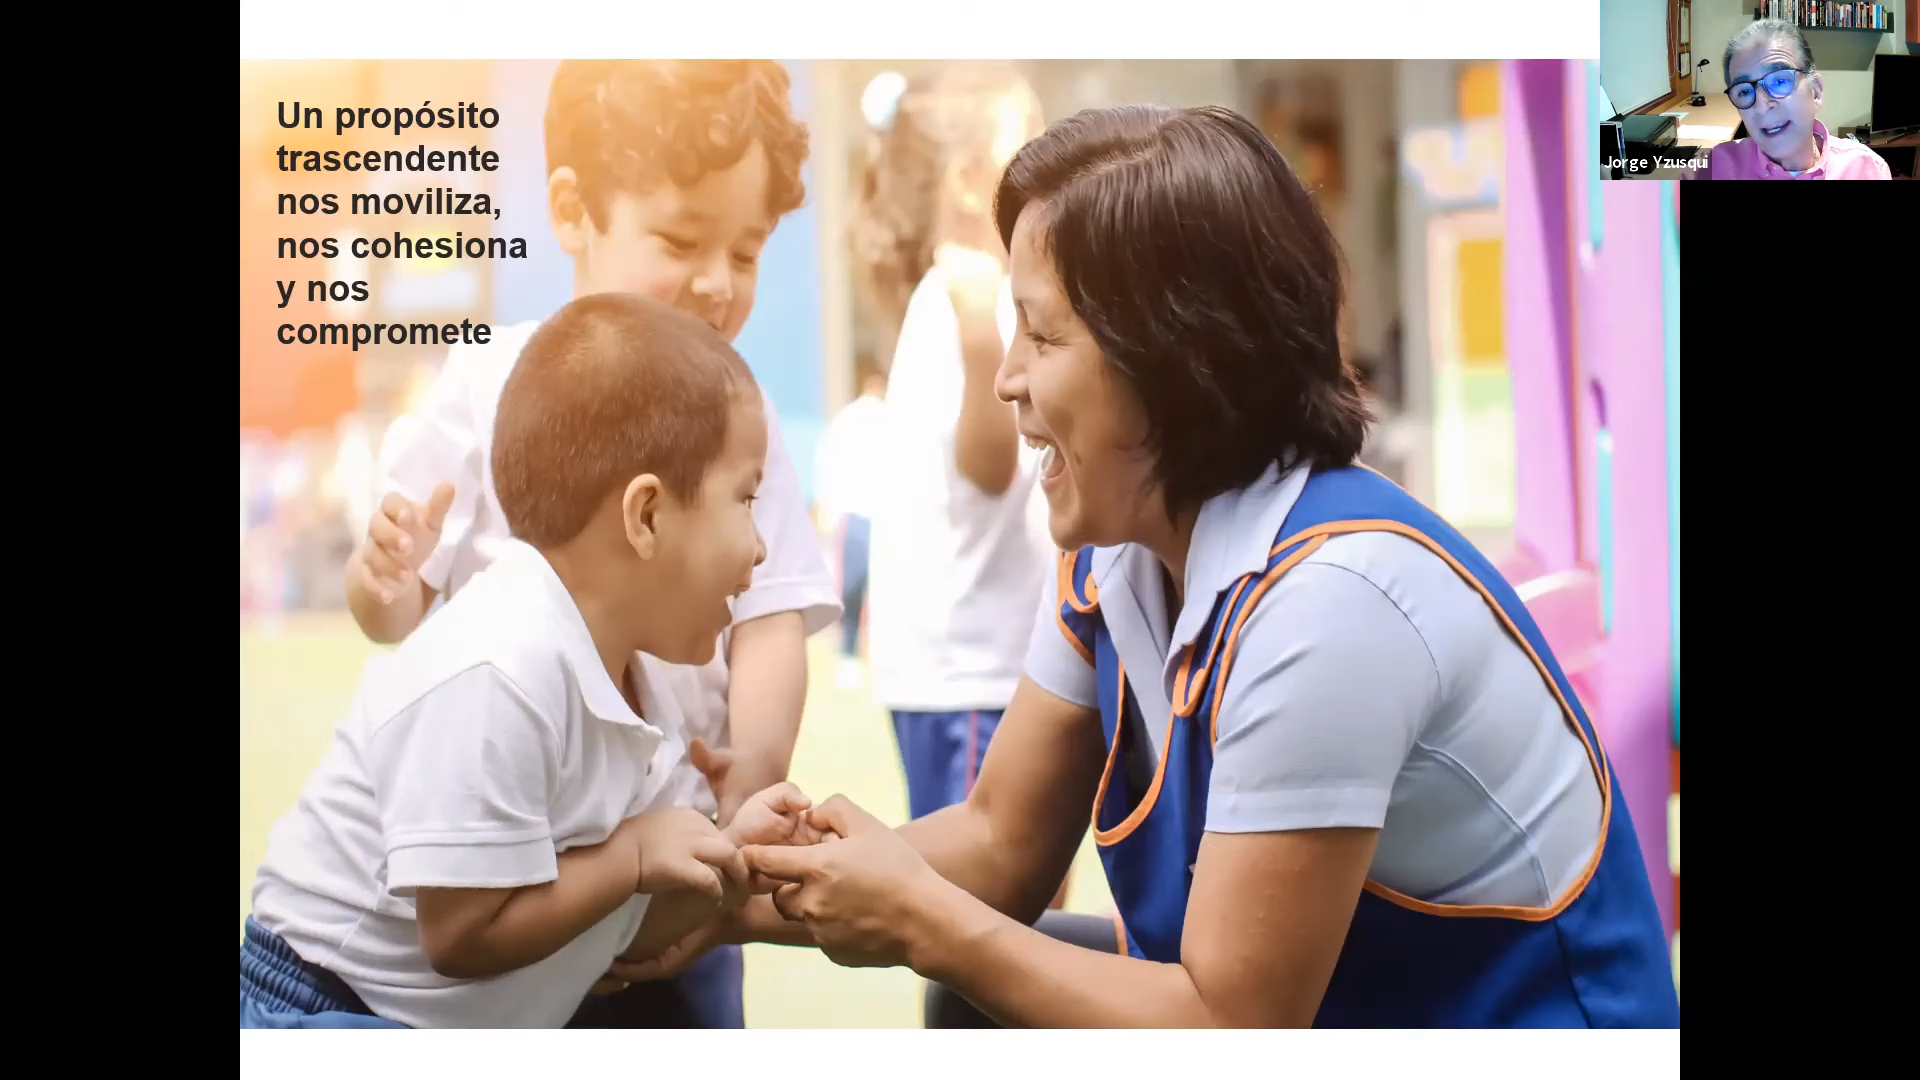 Un propósito
trascendente
nos moviliza,
nos cohesiona
y nos
compromete
Jorge Yzusqui